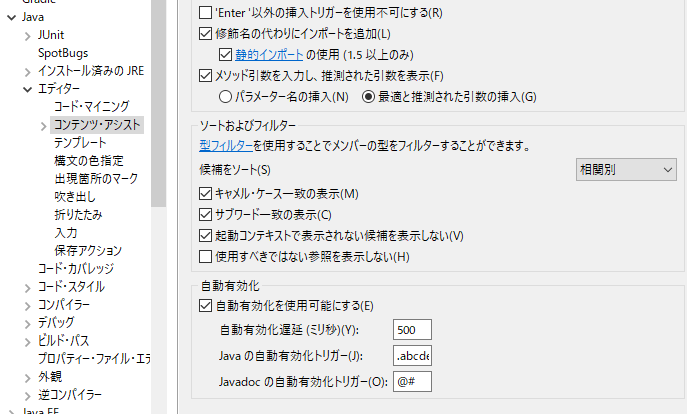 Gradle
Java
JUnit
SpotBugs
インストール済みの JRE
エディター
コード・マイニング
コンテンツ・アシスト
テンプレート
構文の色指定
出現箇所のマーク
吹き出し
折りたたみ
入力
保存アクション
コード・カバレッジ
コード・スタイル
コンパイラー
デバッグ
ビルド・パス
プロパティー・ファイル・エデ
外観
逆コンパイラー
Java EE
'Enter '以外の挿入トリガーを使用不可にする(R)
修飾名の代わりにインポートを追加(L)
静的インポート の使用 (1.5 以上のみ)
メソッド引数を入力し、推測された引数を表示(F)
パラメーター名の挿入(N) 最適と推測された引数の挿入(G)
ソートおよびフィルター
型フィルターを使用することでメンバーの型をフィルターすることができます。
候補をソート(S) 相関別
キャメル・ケース一致の表示(M)
サブワード一致の表示(C)
起動コンテキストで表示されない候補を表示しない(V)
使用すべきではない参照を表示しない(H)
自動有効化
自動有効化を使用可能にする(E)
自動有効化遅延 (ミリ秒)(Y): 500
Java の自動有効化トリガー(J): .abcde
Javadoc の自動有効化トリガー(O): @#